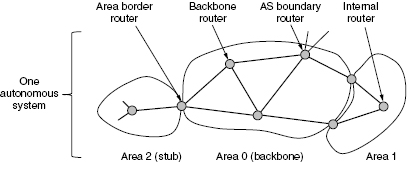 Area border
router
Backbone
router
AS boundary
router
Internal
router
One
autonomous
system
Area 2 (stub)
Area 0 (backbone)
Area 1